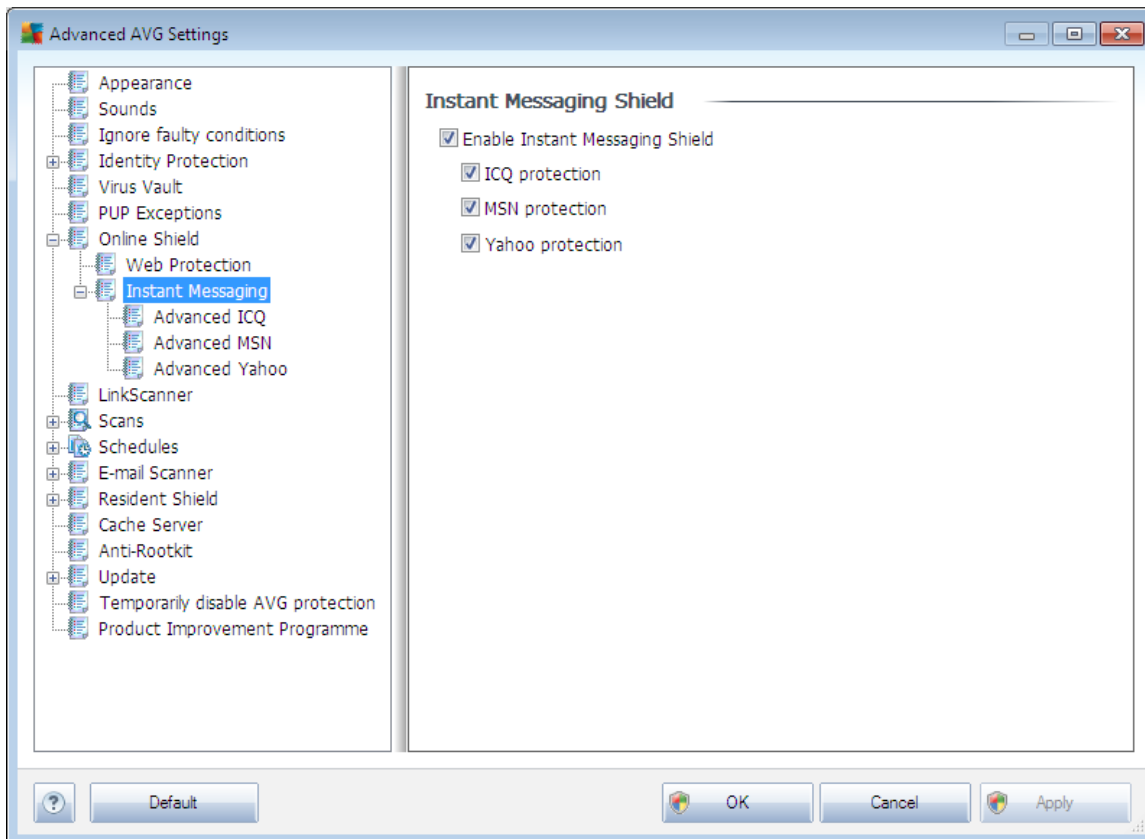 Advanced AVG Settings
Appearance
Sounds
Ignore faulty conditions
Identity Protection
Virus Vault
PUP Exceptions
Online Shield
Web Protection
Instant Messaging
Advanced ICQ
Advanced MSN
Advanced Yahoo
LinkScanner
Scans
Schedules
E-mail Scanner
Resident Shield
Cache Server
Anti-Rootkit
Update
Temporarily disable AVG protection
Product Improvement Programme
Instant Messaging Shield
Enable Instant Messaging Shield
ICQ protection
MSN protection
Yahoo protection
?
Default
OK
Cancel
Apply